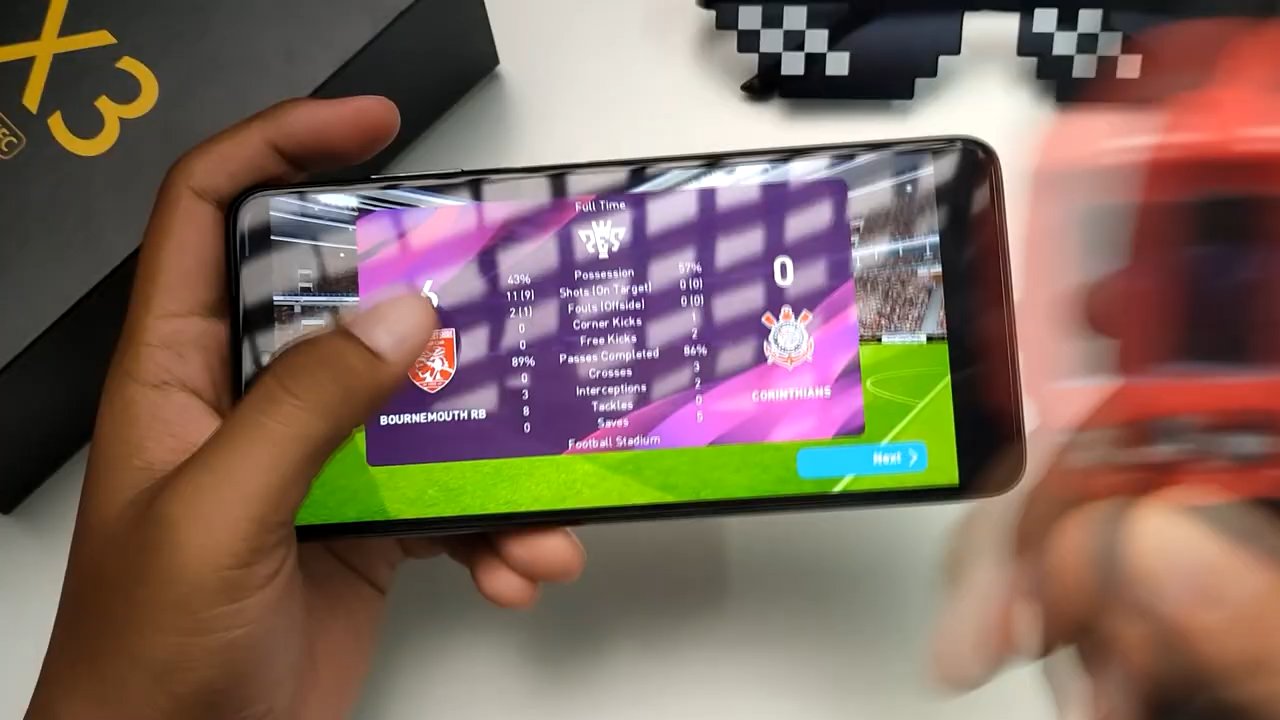 X3
NFC
Full Time
PES
0
43% Possession 57%
11 (9) Shots (On Target) 0 (0)
2 (1) Fouls (Offside) 0 (0)
0 Corner Kicks 1
0 Free Kicks 2
89% Passes Completed 86%
0 Crosses 3
3 Interceptions 2
8 Tackles 0
0 Saves 5
BOURNEMOUTH RB
CORINTHIANS
Football Stadium
Next